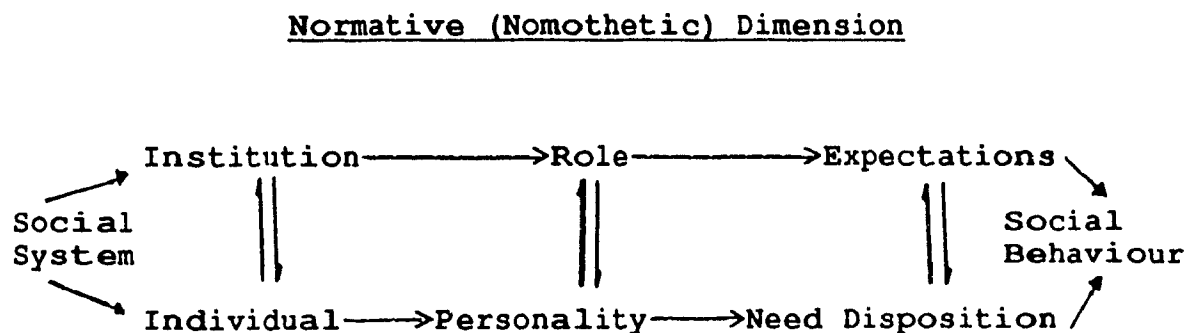 Normative (Nomothetic) Dimension
Institution Role Expectations
Social
System
Social
Behaviour
Individual Personality Need Disposition